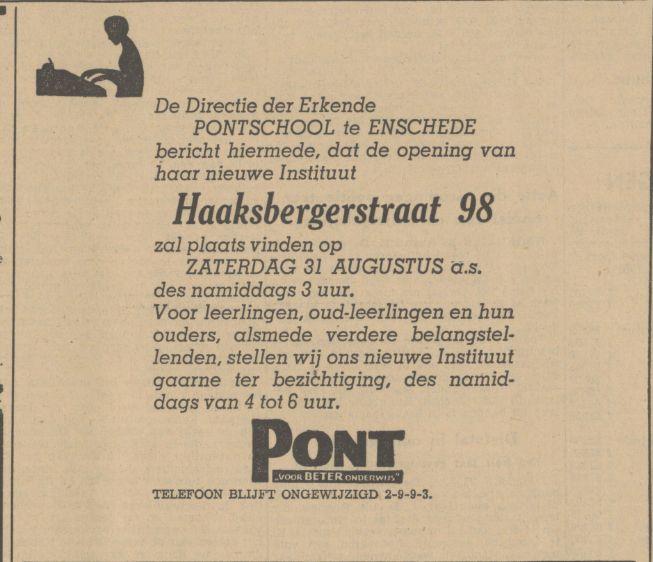 De Directie der Erkende
PONTSCHOOL te ENSCHEDE
bericht hiermede, dat de opening van
haar nieuwe Instituut
Haaksbergerstraat 98
zal plaats vinden op
ZATERDAG 31 AUGUSTUS a.s.
des namiddags 3 uur.
Voor leerlingen, oud-leerlingen en hun
ouders, alsmede verdere belangstel-
lenden, stellen wij ons nieuwe Instituut
gaarne ter bezichtiging, des namid-
dags van 4 tot 6 uur.
PONT
„VOOR BETER ONDERWIJS"
TELEFOON BLIJFT ONGEWIJZIGD 2-9-9-3.